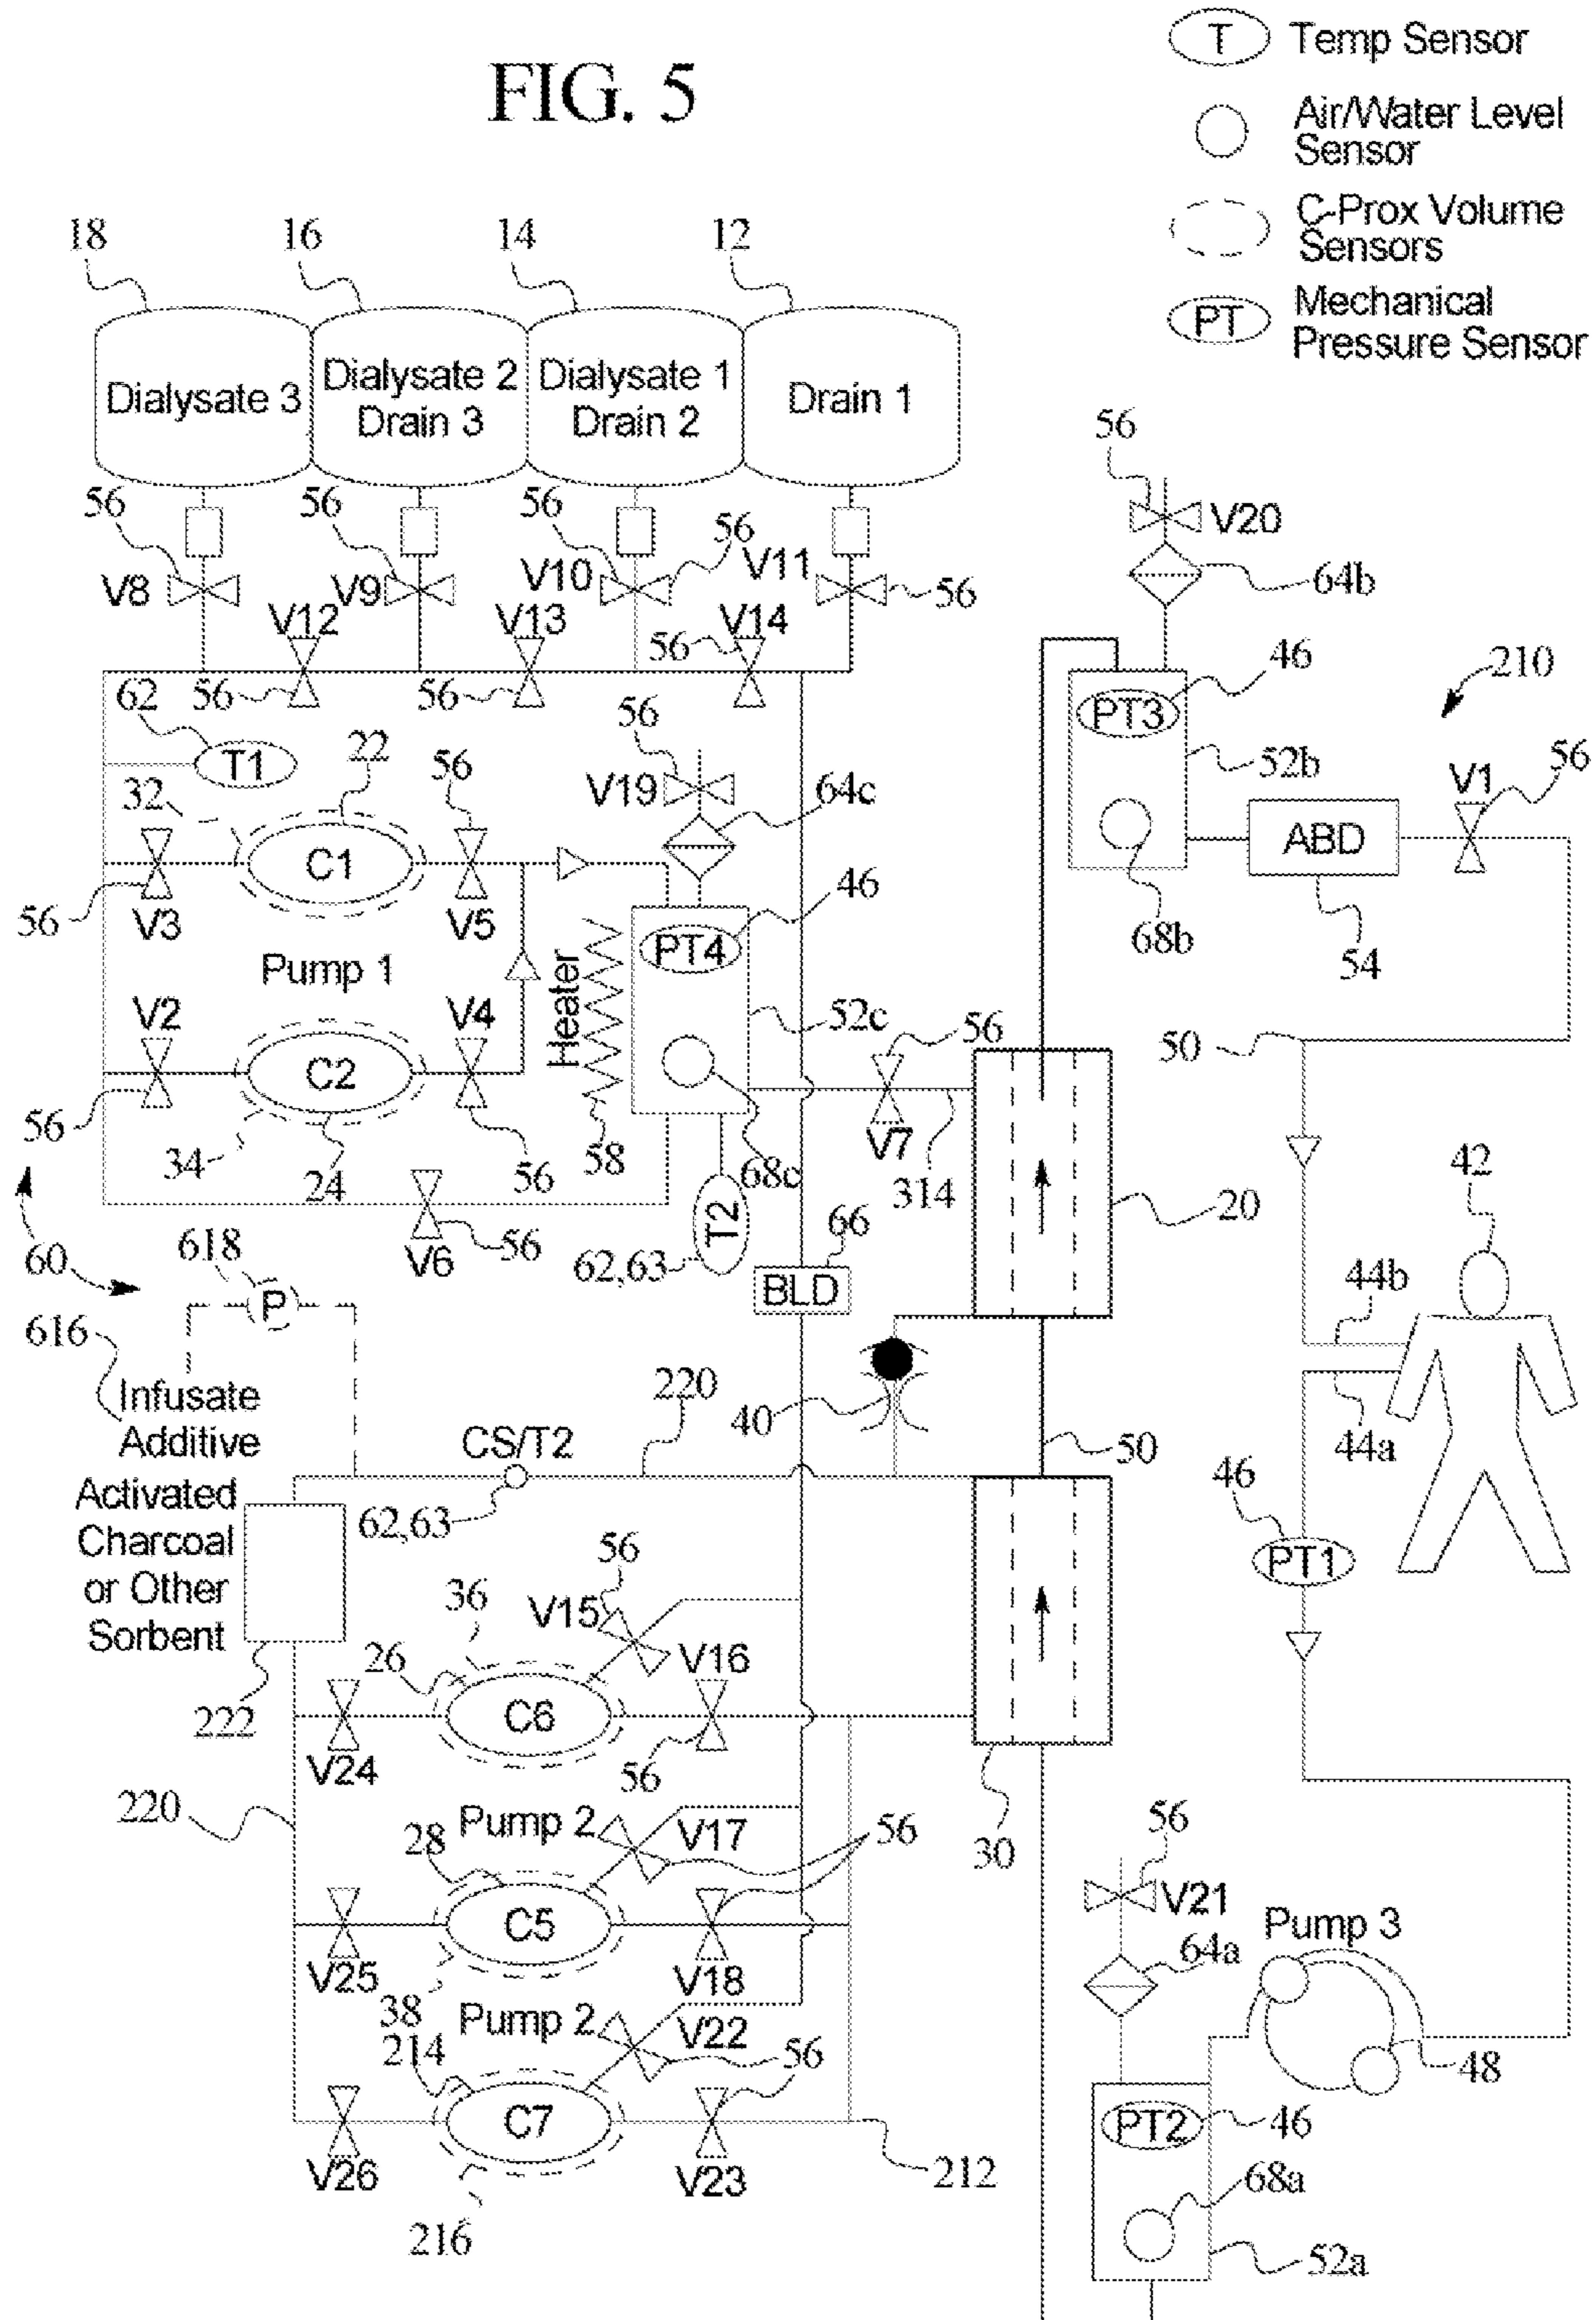 FIG. 5
T Temp Sensor
Air/Water Level
Sensor
C-Prox Volume
Sensors
PT Mechanical
Pressure Sensor
18 16 14 12
Dialysate 3
Dialysate 2
Drain 3
Dialysate 1
Drain 2
Drain 1
56 56 56 56
V8 V9 V10 V11 56
V12 V13 V14
56 56 56
56
V20
64b
46
210
PT3
52b
V1 56
ABD
68b 54
62
T1
22
56
32
C1
V3
56
V5
56
V19
64c
46
PT4
Pump 1
Heater
V2
V4
C2
56
34
24
56
58
52c
68c
56
V7
314
50
20
42
60
V6
56
T2
62,63
66
BLD
44b
44a
618
P
616
Infusate
Additive
220
CS/T2
62,63
40
50
46
PT1
Activated
Charcoal
or Other
Sorbent
222
56
V15
36
26
C6
V16
56
V24
220
30
Pump 2
28
V17
56
C5
V25
38
V18
Pump 2
214
V22
56
C7
V26
V23
216
212
56
V21
64a
Pump 3
48
PT2
46
68a
52a